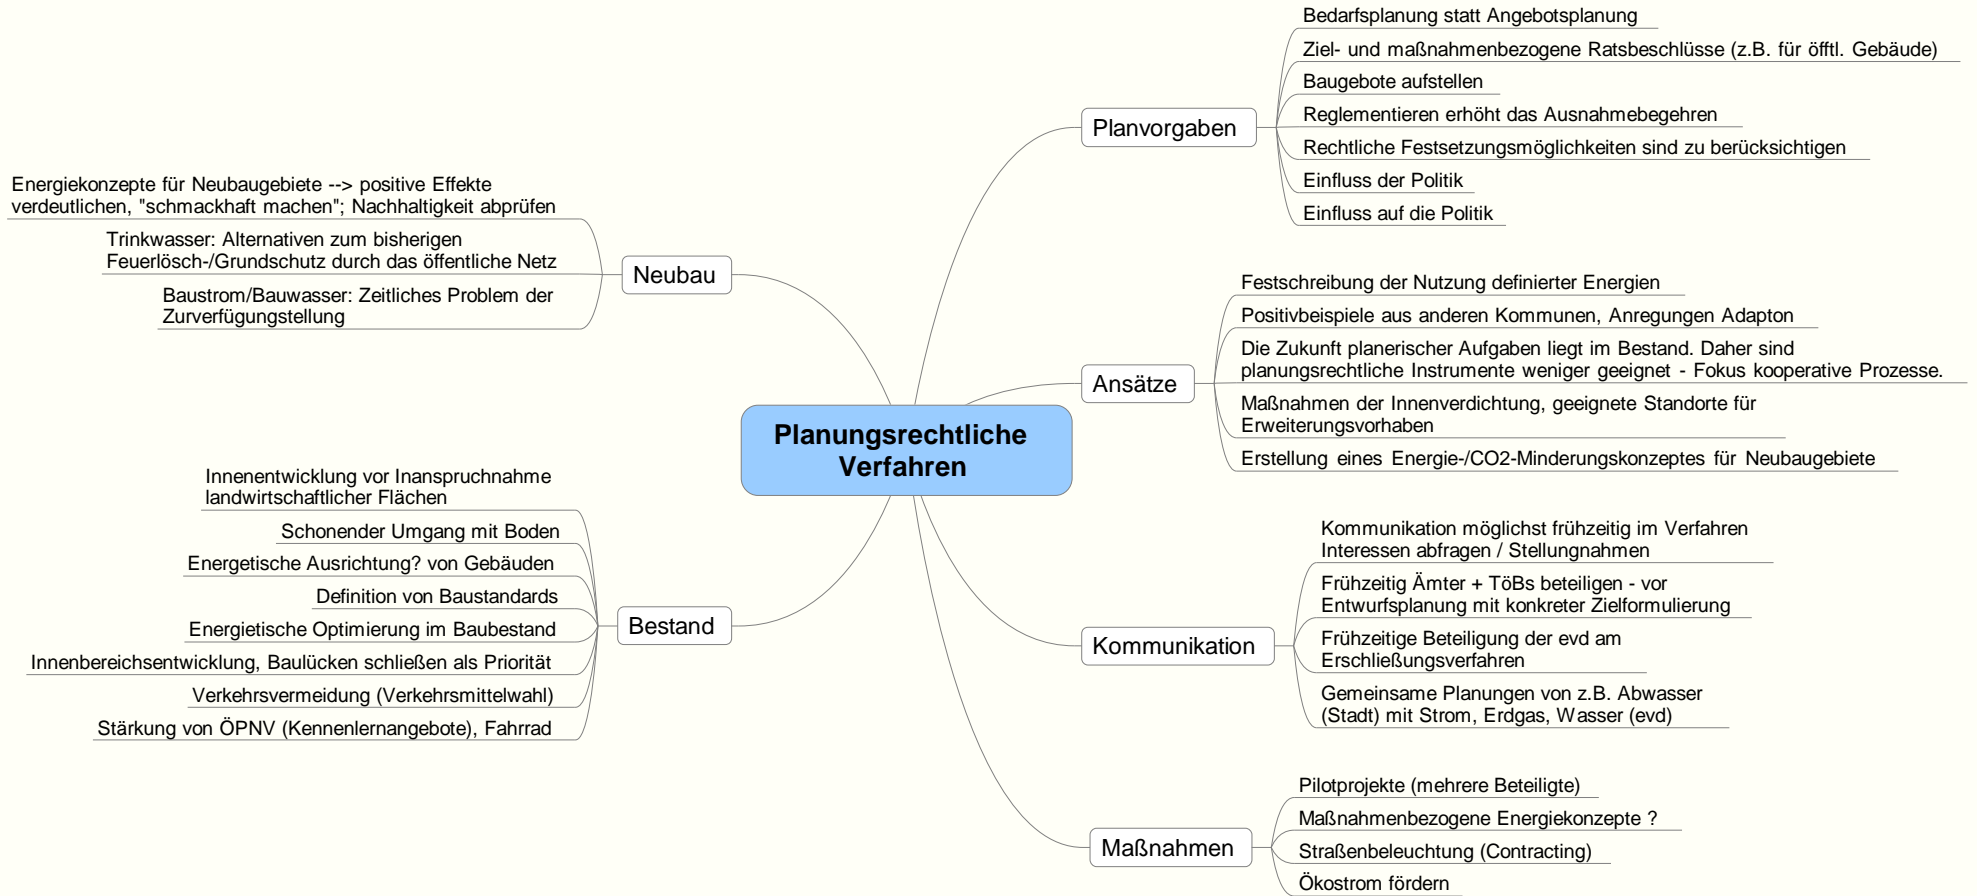 Planungsrechtliche
Verfahren
Planvorgaben
Bedarfsplanung statt Angebotsplanung
Ziel- und maßnahmenbezogene Ratsbeschlüsse (z.B. für öfftl. Gebäude)
Baugebote aufstellen
Reglementieren erhöht das Ausnahmebegehren
Rechtliche Festsetzungsmöglichkeiten sind zu berücksichtigen
Einfluss der Politik
Einfluss auf die Politik
Ansätze
Festschreibung der Nutzung definierter Energien
Positivbeispiele aus anderen Kommunen, Anregungen Adapton
Die Zukunft planerischer Aufgaben liegt im Bestand. Daher sind
planungsrechtliche Instrumente weniger geeignet - Fokus kooperative Prozesse.
Maßnahmen der Innenverdichtung, geeignete Standorte für
Erweiterungsvorhaben
Erstellung eines Energie-/CO2-Minderungskonzeptes für Neubaugebiete
Kommunikation
Kommunikation möglichst frühzeitig im Verfahren
Interessen abfragen / Stellungnahmen
Frühzeitig Ämter + TöBs beteiligen - vor
Entwurfsplanung mit konkreter Zielformulierung
Frühzeitige Beteiligung der evd am
Erschließungsverfahren
Gemeinsame Planungen von z.B. Abwasser
(Stadt) mit Strom, Erdgas, Wasser (evd)
Maßnahmen
Pilotprojekte (mehrere Beteiligte)
Maßnahmenbezogene Energiekonzepte ?
Straßenbeleuchtung (Contracting)
Ökostrom fördern
Neubau
Energiekonzepte für Neubaugebiete --> positive Effekte
verdeutlichen, "schmackhaft machen"; Nachhaltigkeit abprüfen
Trinkwasser: Alternativen zum bisherigen
Feuerlösch-/Grundschutz durch das öffentliche Netz
Baustrom/Bauwasser: Zeitliches Problem der
Zurverfügungstellung
Bestand
Innenentwicklung vor Inanspruchnahme
landwirtschaftlicher Flächen
Schonender Umgang mit Boden
Energetische Ausrichtung? von Gebäuden
Definition von Baustandards
Energietische Optimierung im Baubestand
Innenbereichsentwicklung, Baulücken schließen als Priorität
Verkehrsvermeidung (Verkehrsmittelwahl)
Stärkung von ÖPNV (Kennenlernangebote), Fahrrad